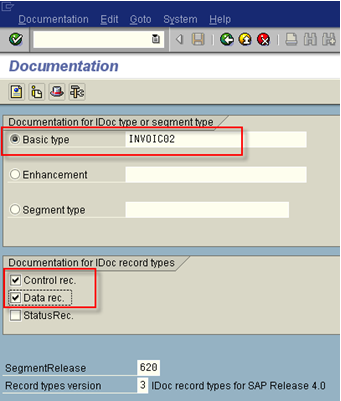 Documentation Edit Goto System Help
Documentation
Documentation for IDoc type or segment type
Basic type INVOIC02
Enhancement
Segment type
Documentation for IDoc record types
Control rec.
Data rec.
StatusRec.
SegmentRelease 620
Record types version 3 IDoc record types for SAP Release 4.0